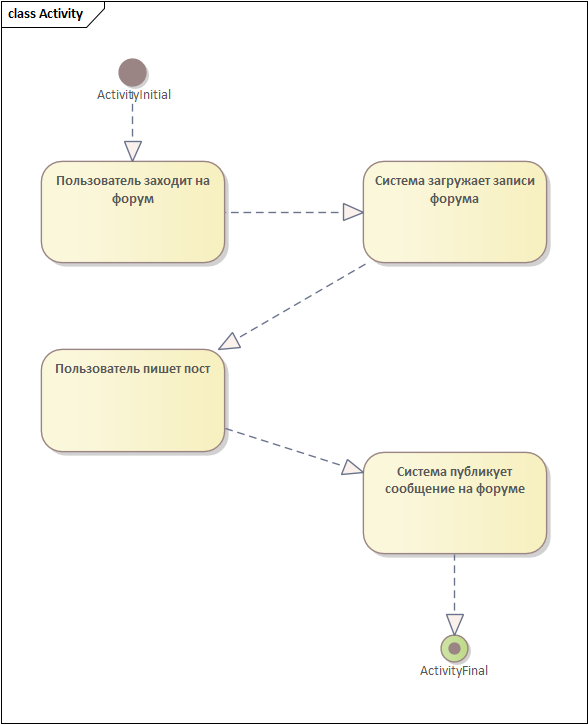 class Activity
ActivityInitial
Пользователь заходит на
форум
Система загружает записи
форума
Пользователь пишет пост
Система публикует
сообщение на форуме
ActivityFinal